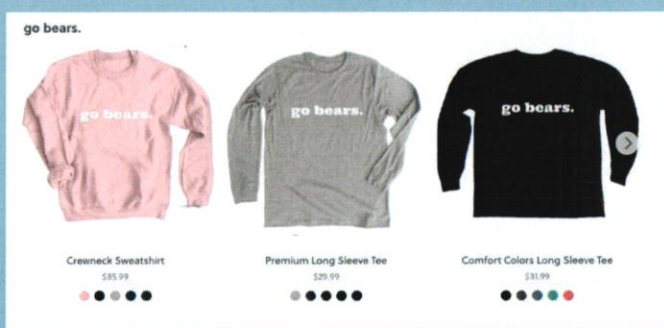 go bears.
go bears.
go bears.
go bears.
Crewneck Sweatshirt
$35.99
Premium Long Sleeve Tee
$29.99
Comfort Colors Long Sleeve Tee
$31.99